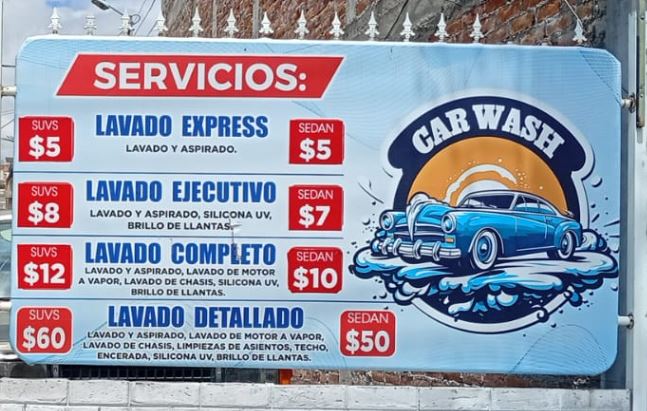 SERVICIOS:
SUVS
$5
LAVADO EXPRESS
LAVADO Y ASPIRADO.
SEDAN
$5
SUVS
$8
LAVADO EJECUTIVO
LAVADO Y ASPIRADO, SILICONA UV,
BRILLO DE LLANTAS.
SEDAN
$7
SUVS
$12
LAVADO COMPLETO
LAVADO Y ASPIRADO, LAVADO DE MOTOR
A VAPOR, LAVADO DE CHASIS, SILICONA UV,
BRILLO DE LLANTAS.
SEDAN
$10
SUVS
$60
LAVADO DETALLADO
LAVADO Y ASPIRADO, LAVADO DE MOTOR A VAPOR,
LAVADO DE CHASIS, LIMPIEZAS DE ASIENTOS, TECHO,
ENCERADA, SILICONA UV, BRILLO DE LLANTAS.
SEDAN
$50
CAR WASH